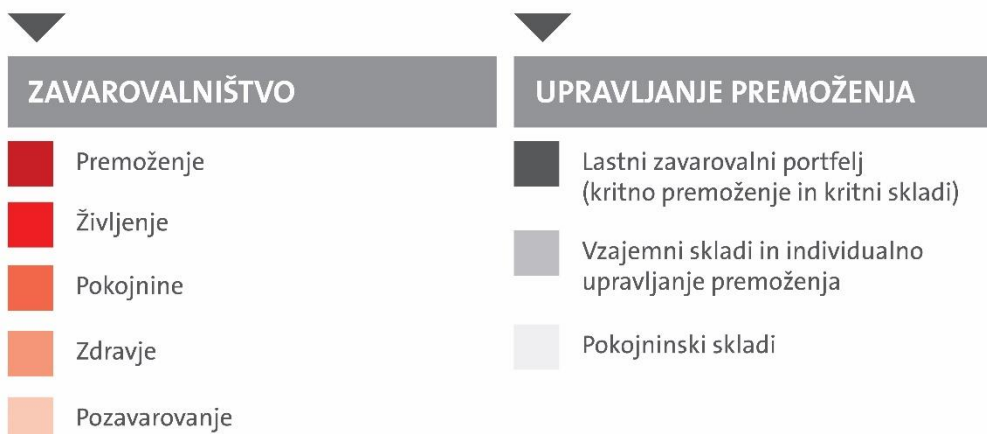 ZAVAROVALNIŠTVO
Premoženje
Življenje
Pokojnine
Zdravje
Pozavarovanje
UPRAVLJANJE PREMOŽENJA
Lastni zavarovalni portfelj
(kritno premoženje in kritni skladi)
Vzajemni skladi in individualno
upravljanje premoženja
Pokojninski skladi